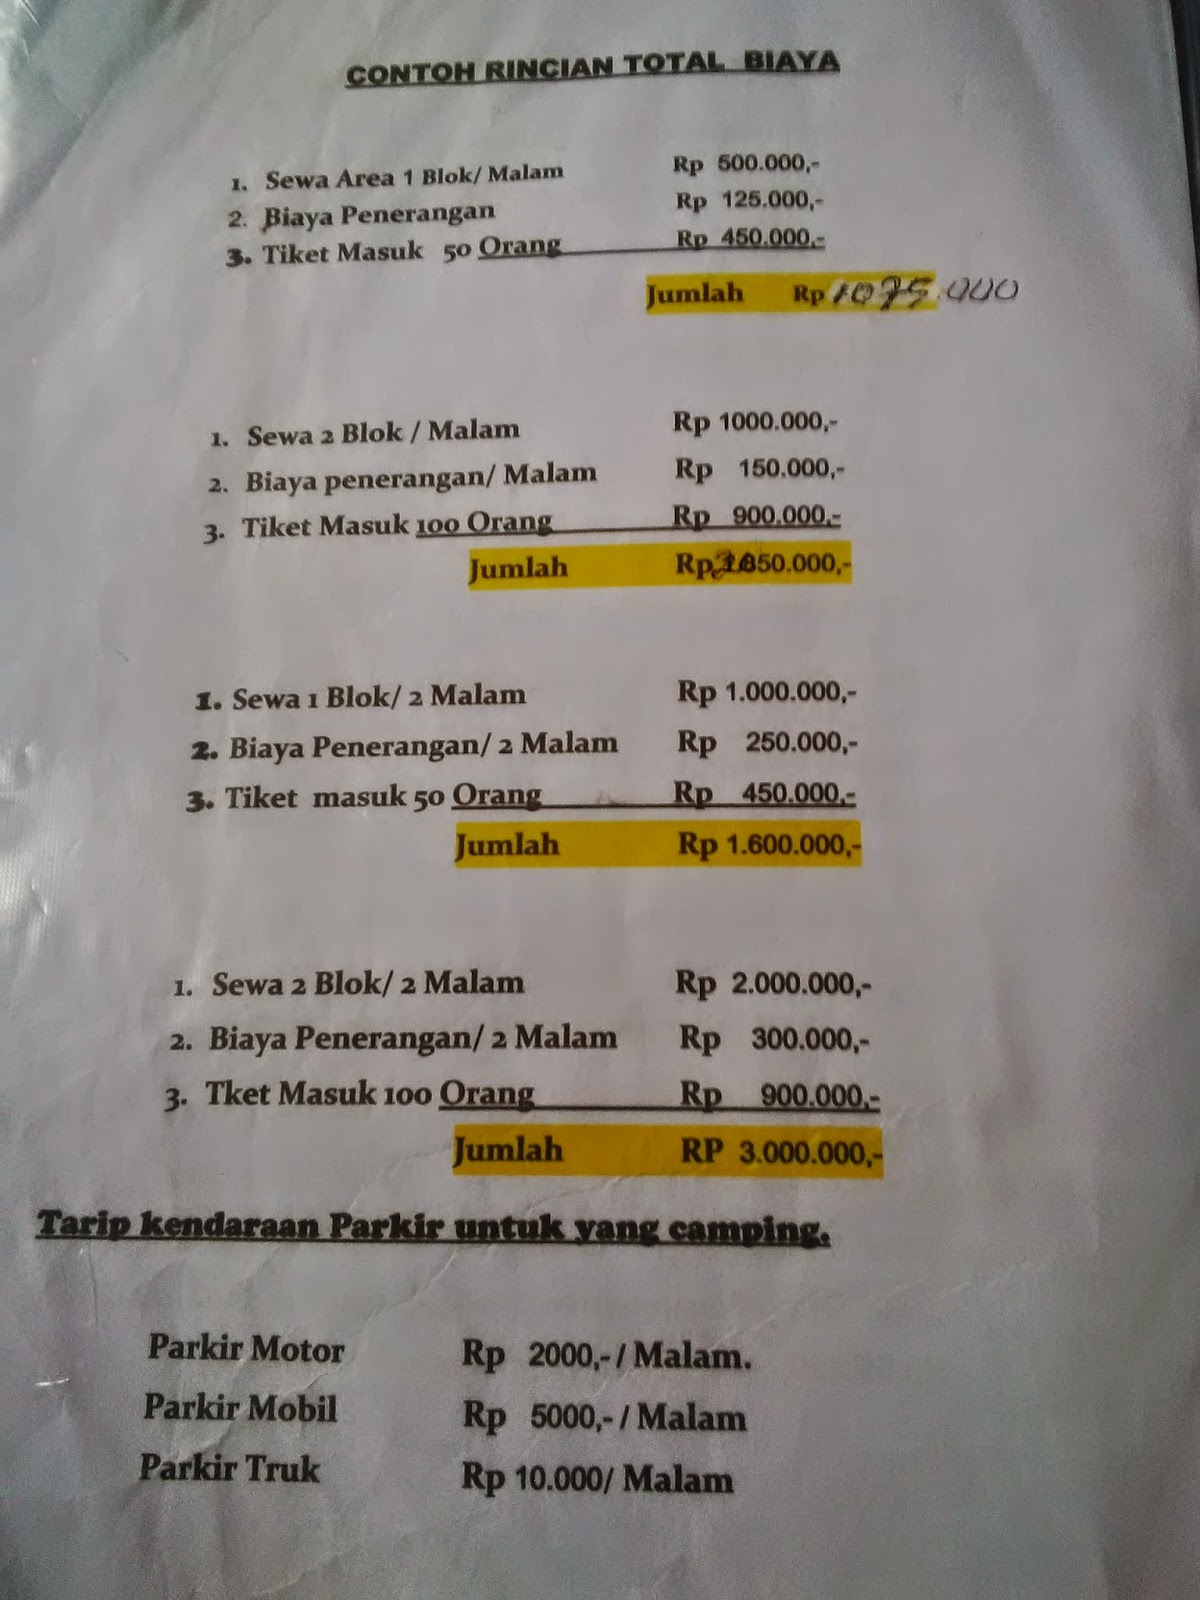 CONTOH RINCIAN TOTAL BIAYA
1. Sewa Area 1 Blok/ Malam Rp 500.000,-
2. Biaya Penerangan Rp 125.000,-
3. Tiket Masuk 50 Orang Rp 450.000,-
Jumlah Rp 1075.000
1. Sewa 2 Blok / Malam Rp 1000.000,-
2. Biaya penerangan/ Malam Rp 150.000,-
3. Tiket Masuk 100 Orang Rp 900.000,-
Jumlah Rp
1. Sewa 1 Blok/ 2 Malam Rp 1.000.000,-
2. Biaya Penerangan/ 2 Malam Rp 250.000,-
3. Tiket masuk 50 Orang Rp 450.000,-
Jumlah Rp 1.600.000,-
1. Sewa 2 Blok/ 2 Malam Rp 2.000.000,-
2. Biaya Penerangan/ 2 Malam Rp 300.000,-
3. Tket Masuk 100 Orang Rp 900.000,-
Jumlah RP 3.000.000,-
Tarip kendaraan Parkir untuk yang camping.
Parkir Motor Rp 2000,- / Malam.
Parkir Mobil Rp 5000,- / Malam
Parkir Truk Rp 10.000/ Malam